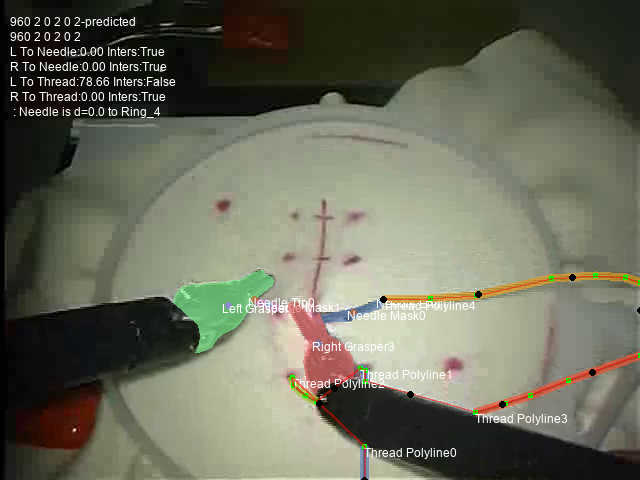 960 2 0 2 0 2-predicted
960 2 0 2 0 2
L To Needle:0.00 Inters:True
R To Needle:0.00 Inters:True
L To Thread:78.66 Inters:False
R To Thread:0.00 Inters:True
: Needle is d=0.0 to Ring_4
Needle Tip0
Thread Polyline4
Needle Mask0
Right Grasper3
Thread Polyline1
Thread Polyline2
Thread Polyline3
Thread Polyline0